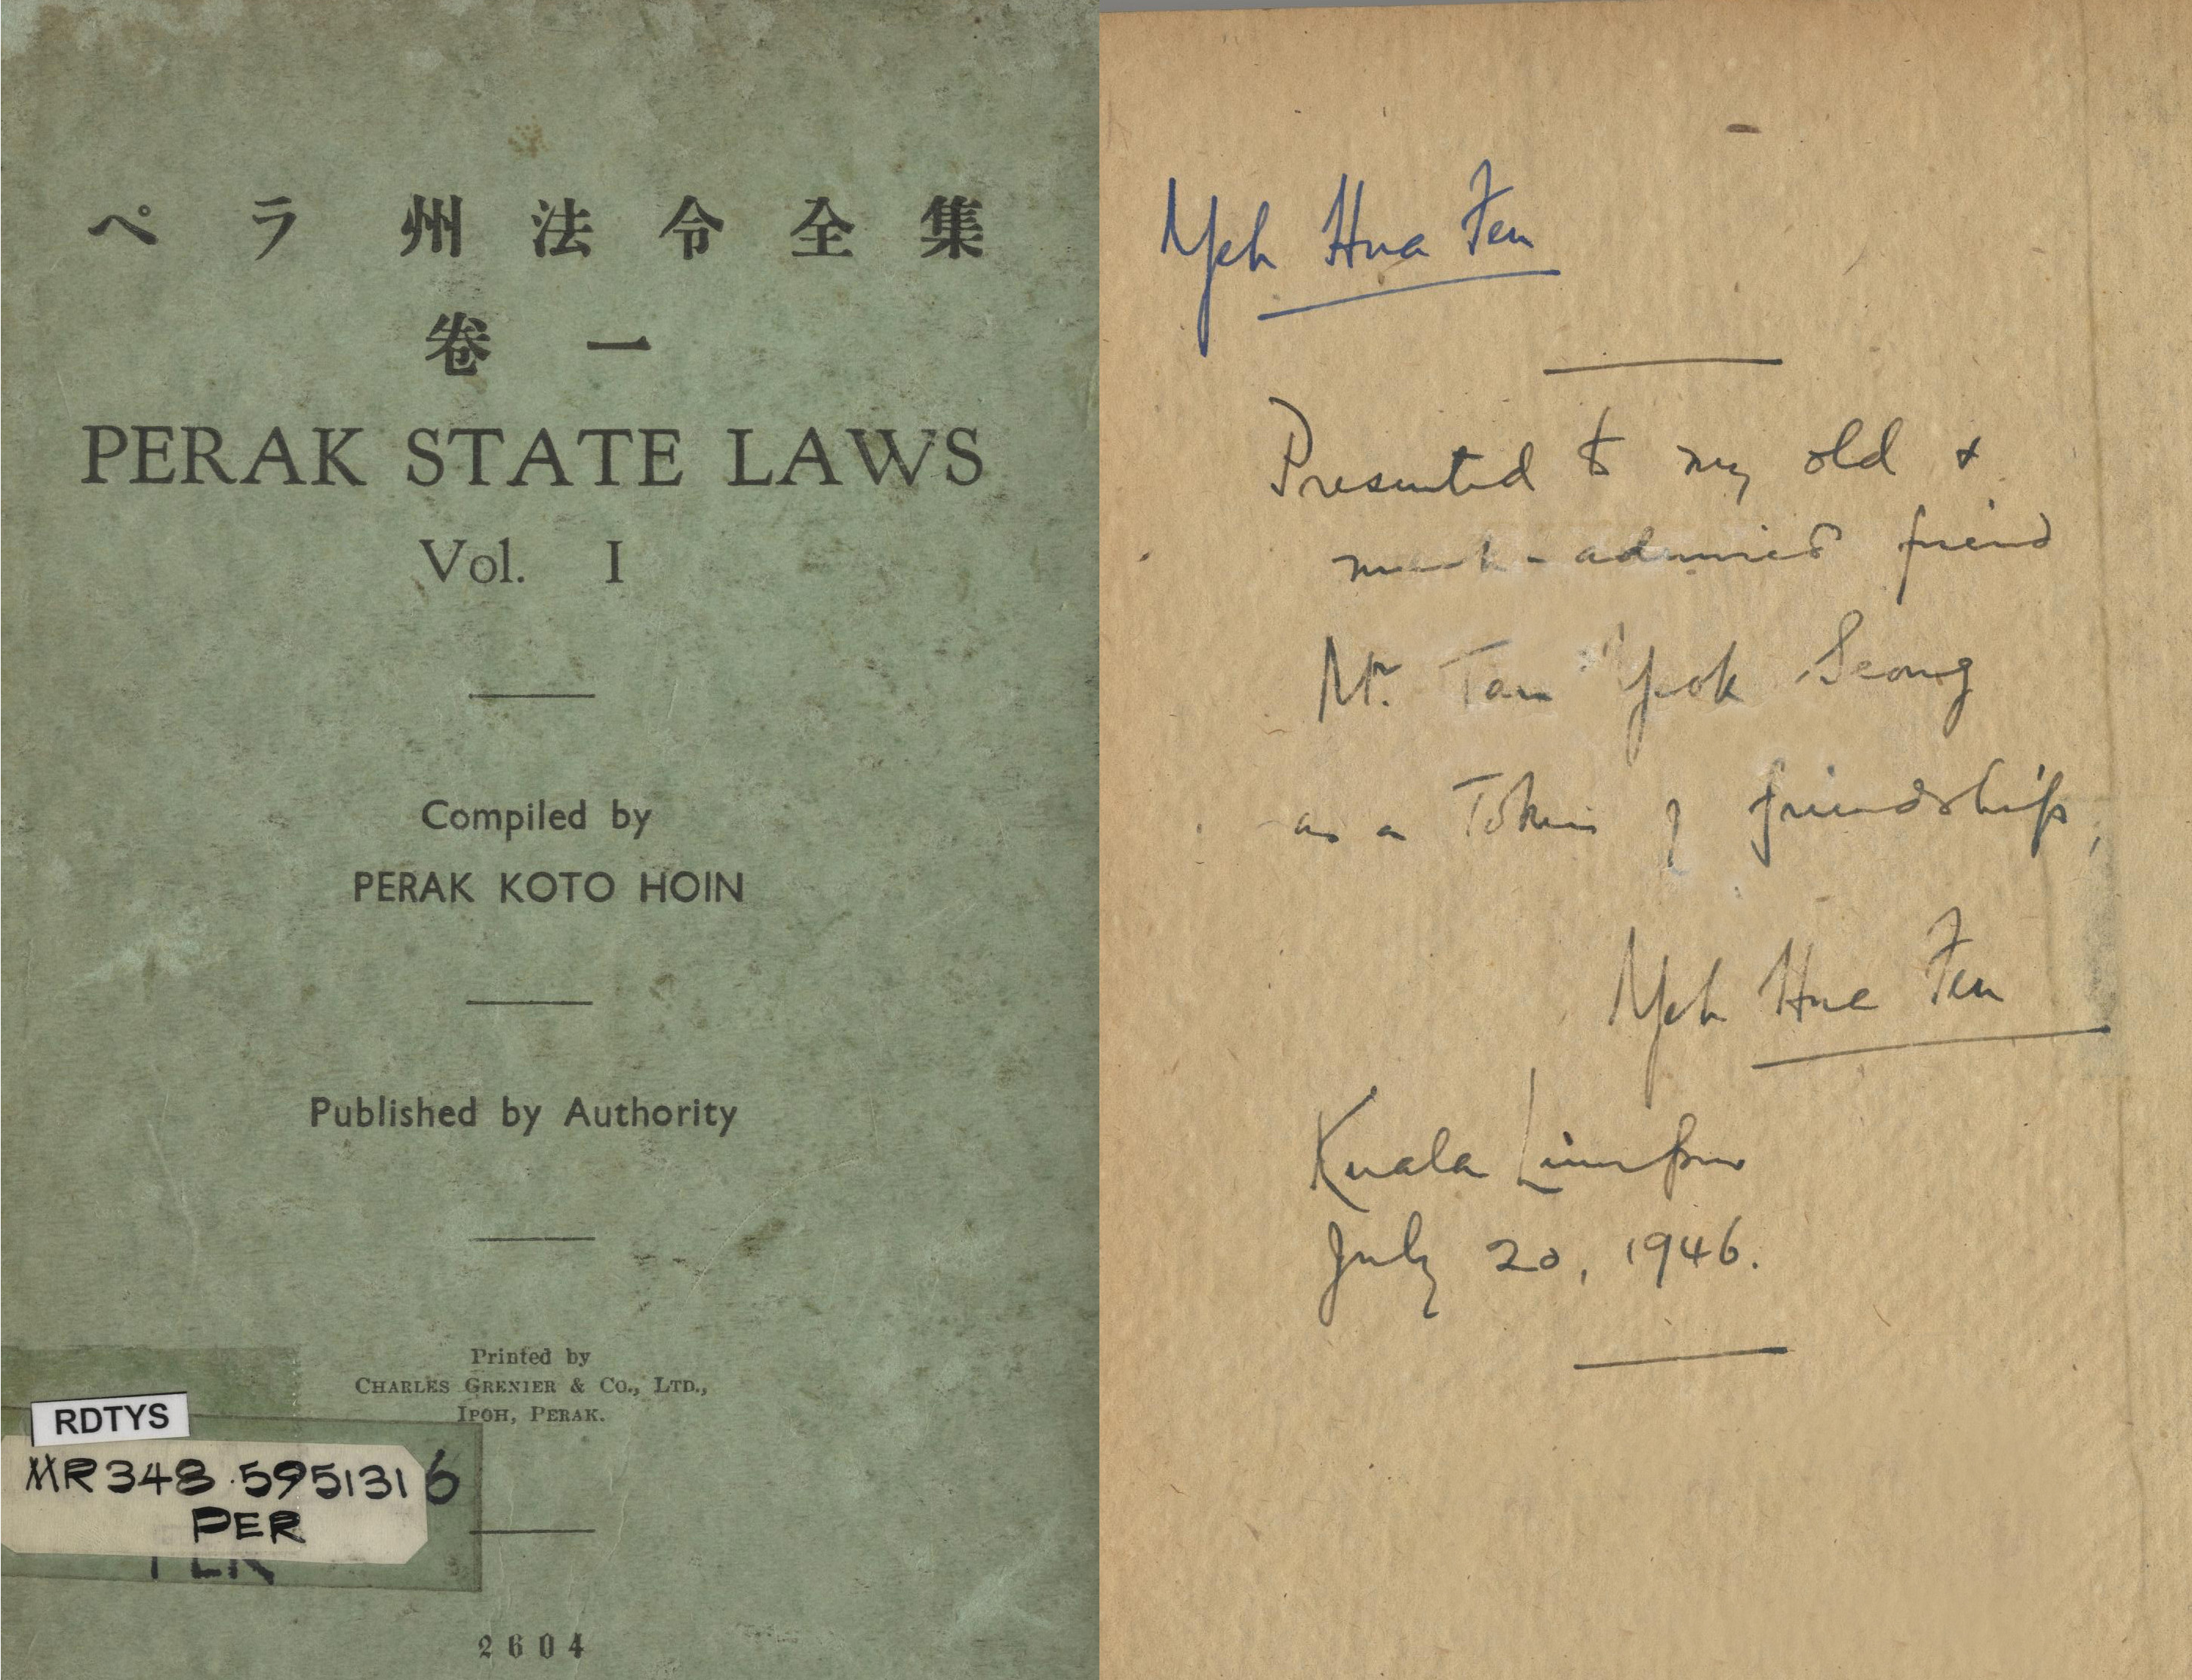 ペラ州法令全集
卷一
PERAK STATE LAWS
Vol. I
Compiled by
PERAK KOTO HOIN
Published by Authority
Printed by
CHARLES GRENIER & CO., LTD.,
IPOH, PERAK.
RDTYS
MR 348.5951316
PER
2604
Yeh Hua Fen
Presented to my old &
much-admired friend
Mr. Tan Yeok Seong
as a Token of friendship,
Yeh Hua Fen
Kuala Lumpur
July 20, 1946.